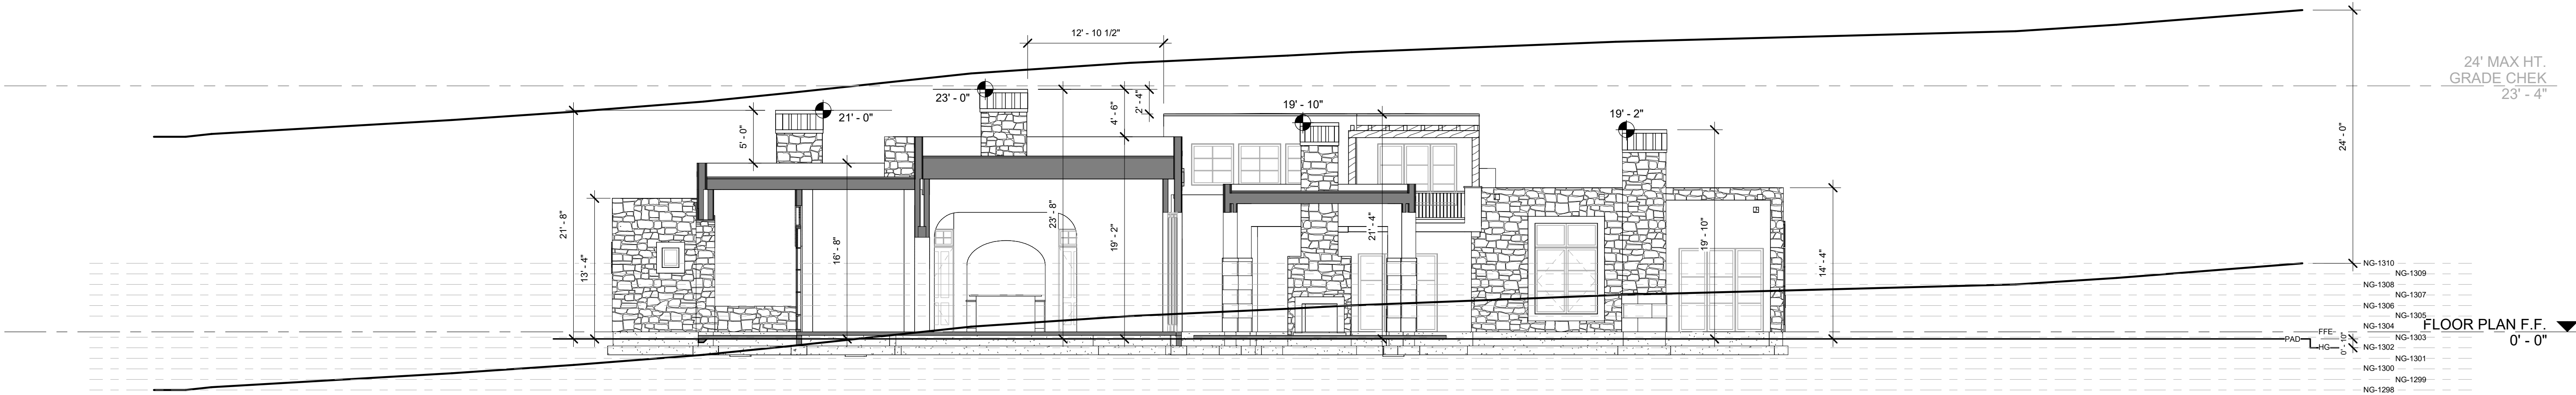 12' - 10 1/2"
24' MAX HT.
GRADE CHEK
23' - 4"
23' - 0"
21' - 0"
19' - 10"
19' - 2"
5' - 0"
4' - 6"
2' - 4"
24' - 0"
21' - 8"
13' - 4"
16' - 8"
23' - 8"
19' - 2"
21' - 4"
19' - 10"
14' - 4"
NG-1310
NG-1309
NG-1308
NG-1307
NG-1306
NG-1305
NG-1304
FLOOR PLAN F.F.
0' - 0"
FFE
PAD
HG
0' - 10"
NG-1303
NG-1302
NG-1301
NG-1300
NG-1299
NG-1298